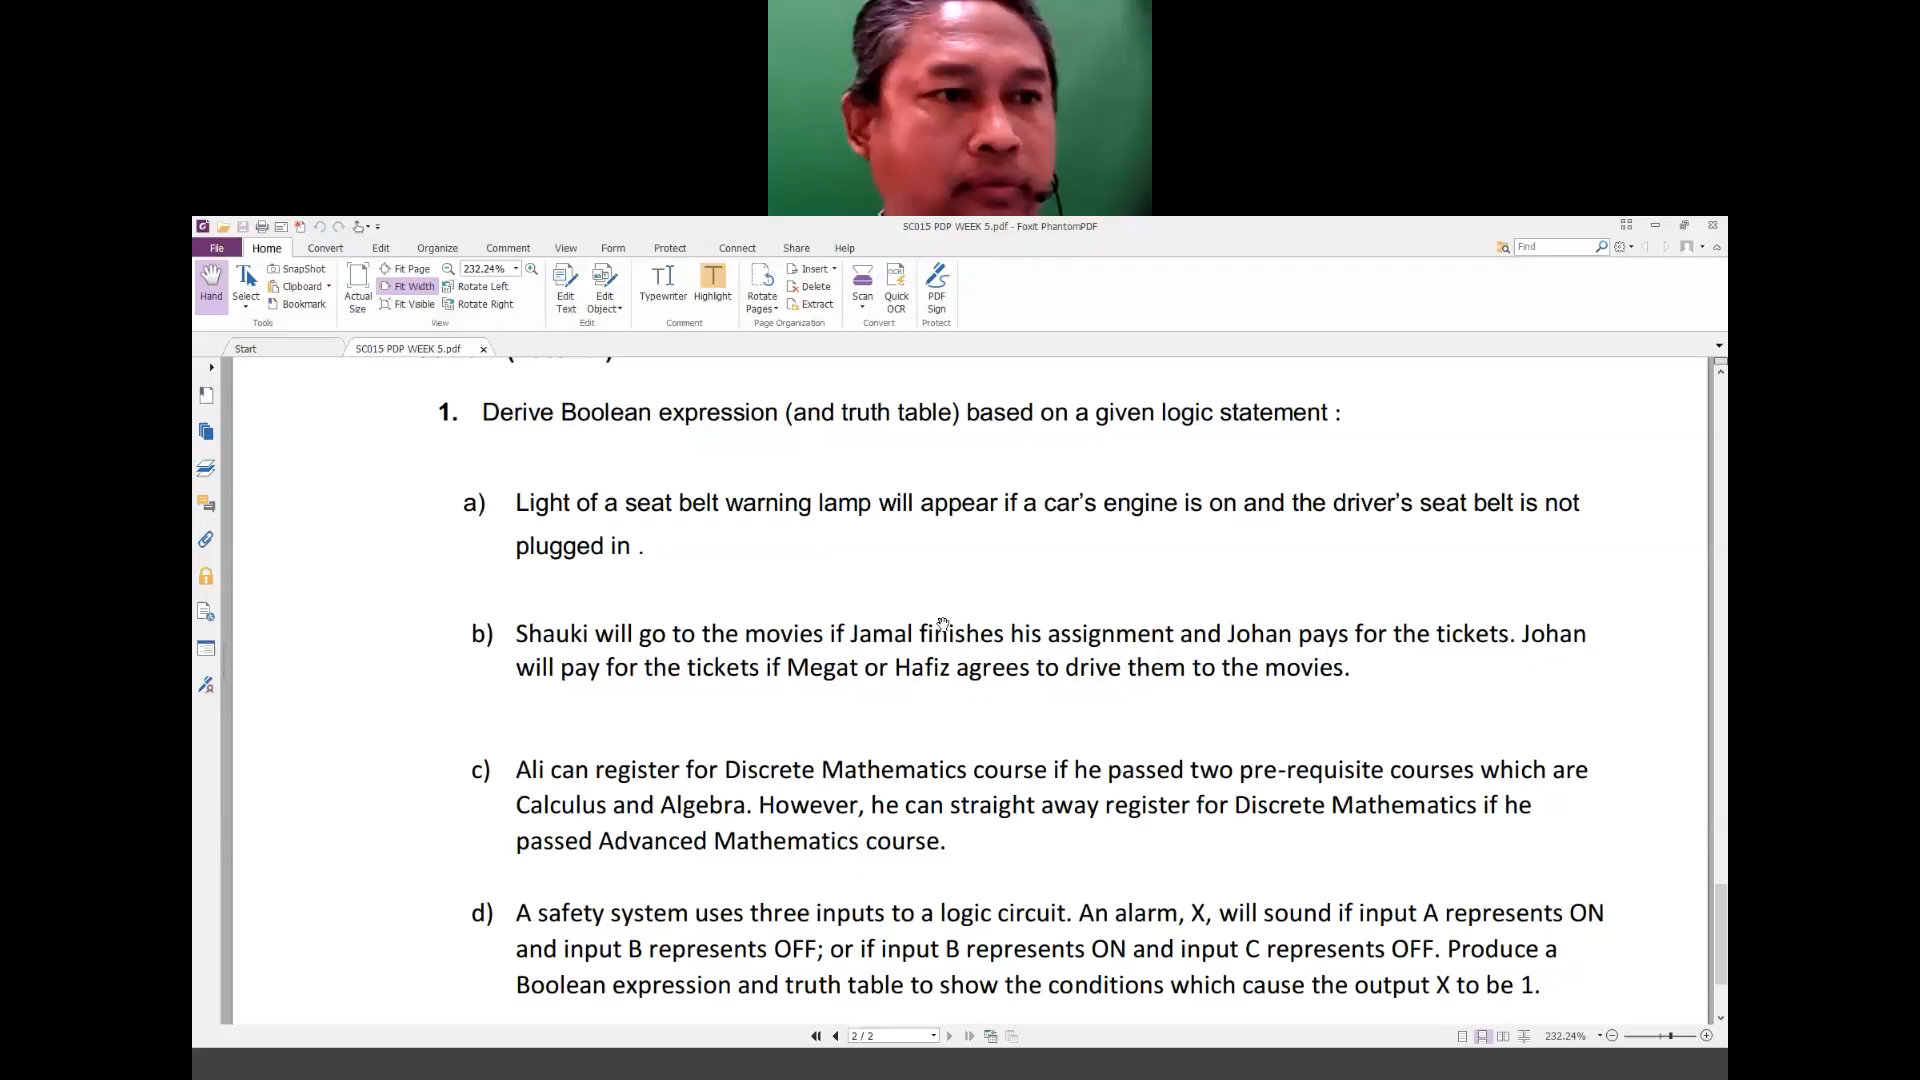 SC015 PDP WEEK 5.pdf - Foxit PhantomPDF
File Home Convert Edit Organize Comment View Form Protect Connect Share Help Find
SnapShot Fit Page 232.24% Insert
Hand Select Clipboard Actual Size Fit Width Rotate Left Edit Text Edit Object Typewriter Highlight Rotate Pages Delete Scan Quick OCR PDF Sign
Bookmark Fit Visible Rotate Right Extract
Tools View Edit Comment Page Organization Convert Protect
Start SC015 PDP WEEK 5.pdf
1. Derive Boolean expression (and truth table) based on a given logic statement :
a) Light of a seat belt warning lamp will appear if a car’s engine is on and the driver’s seat belt is not
plugged in .
b) Shauki will go to the movies if Jamal finishes his assignment and Johan pays for the tickets. Johan
will pay for the tickets if Megat or Hafiz agrees to drive them to the movies.
c) Ali can register for Discrete Mathematics course if he passed two pre-requisite courses which are
Calculus and Algebra. However, he can straight away register for Discrete Mathematics if he
passed Advanced Mathematics course.
d) A safety system uses three inputs to a logic circuit. An alarm, X, will sound if input A represents ON
and input B represents OFF; or if input B represents ON and input C represents OFF. Produce a
Boolean expression and truth table to show the conditions which cause the output X to be 1.
2 / 2 232.24%